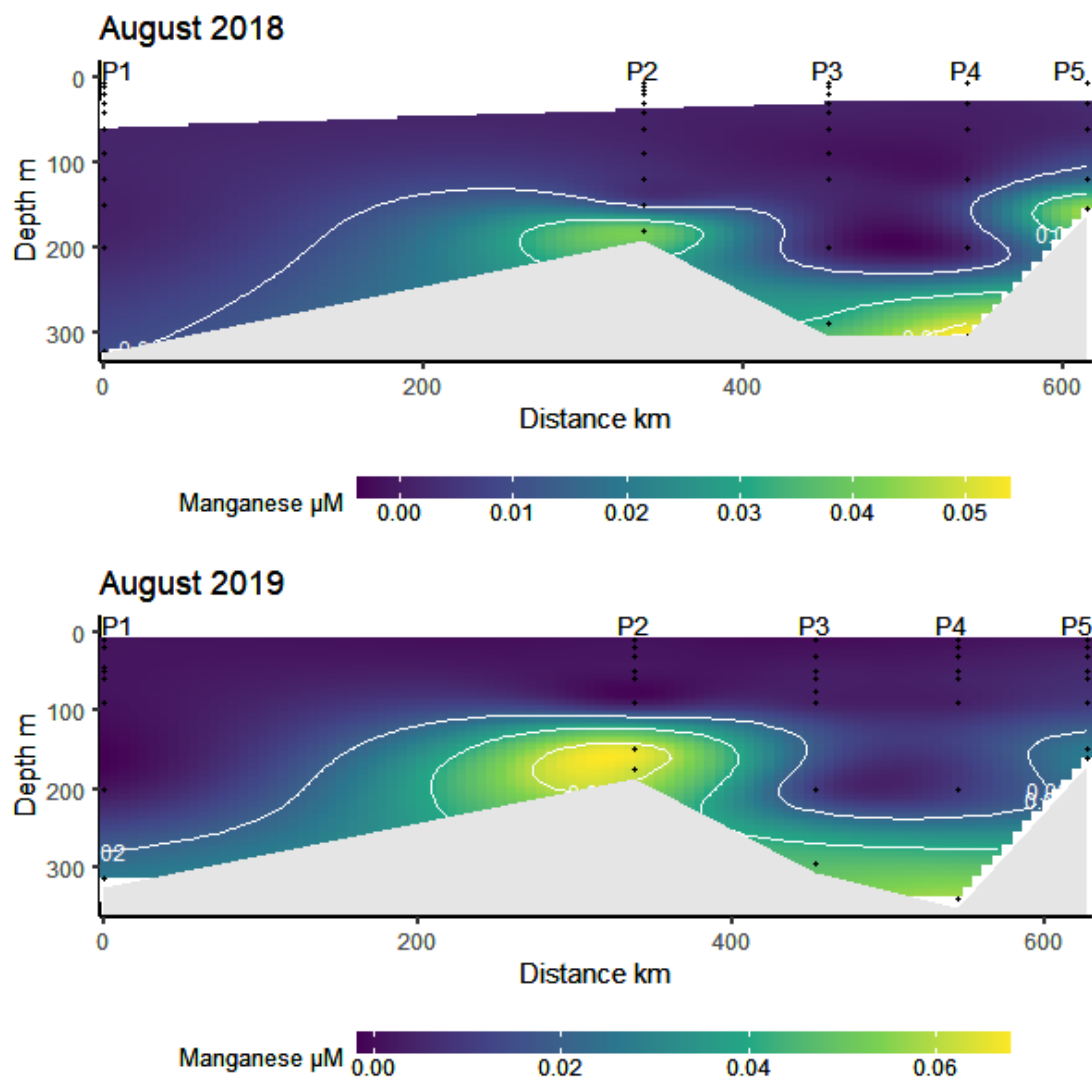 August 2018
P1 P2 P3 P4 P5
0
100
200
300
Depth m
0 200 400 600
Distance km
Manganese µM
0.00 0.01 0.02 0.03 0.04 0.05
August 2019
P1 P2 P3 P4 P5
0
100
200
300
Depth m
02
0 200 400 600
Distance km
Manganese µM
0.00 0.02 0.04 0.06